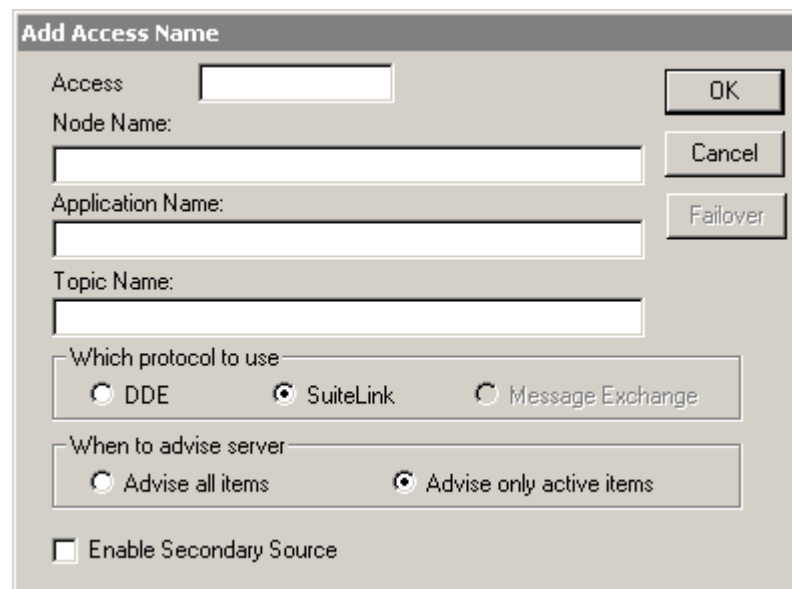 Add Access Name
Access
OK
Node Name:
Cancel
Application Name:
Failover
Topic Name:
Which protocol to use
DDE SuiteLink Message Exchange
When to advise server
Advise all items Advise only active items
Enable Secondary Source